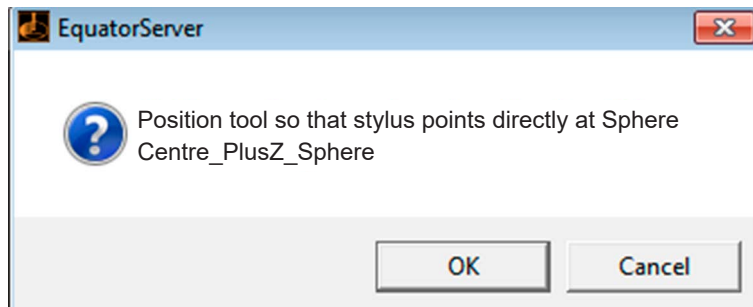 EquatorServer
Position tool so that stylus points directly at Sphere
Centre_PlusZ_Sphere
OK
Cancel